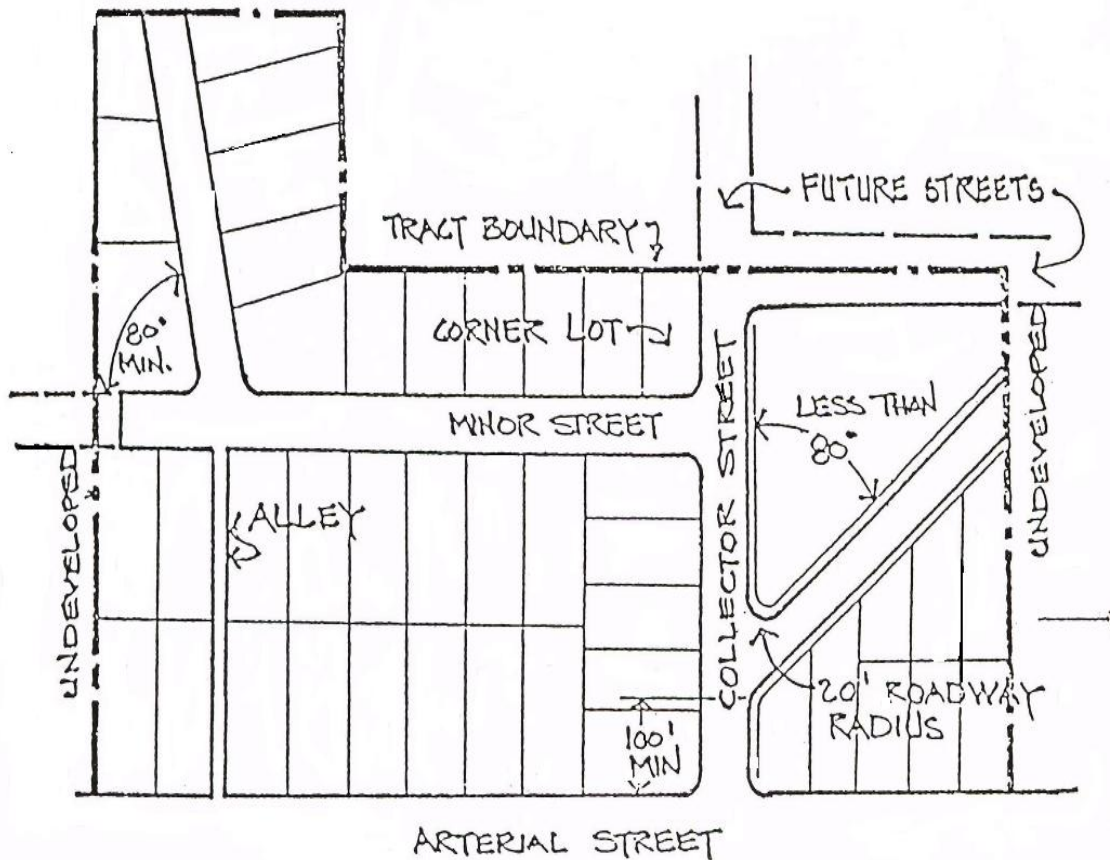 FUTURE STREETS
TRACT BOUNDARY
CORNER LOT
80°
MIN.
MINOR STREET
COLLECTOR STREET
LESS THAN
80°
UNDEVELOPED
UNDEVELOPED
ALLEY
20' ROADWAY
RADIUS
100'
MIN
ARTERIAL STREET